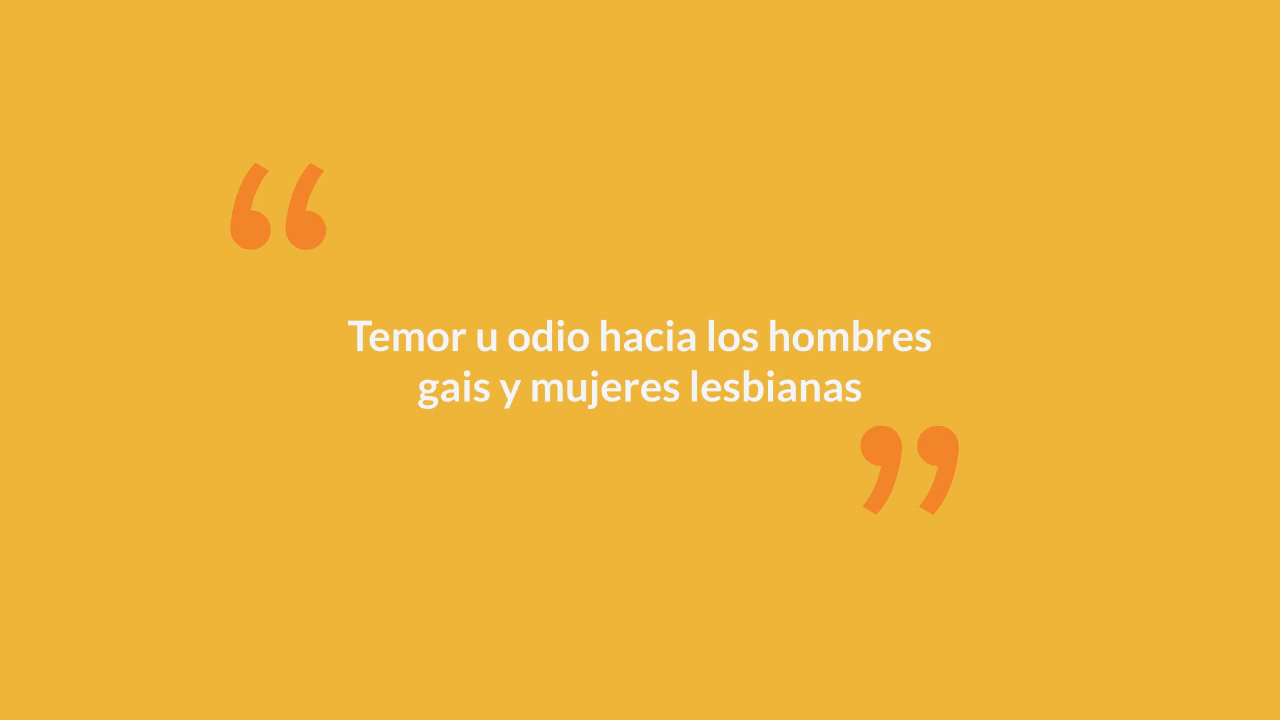 “
Temor u odio hacia los hombres
gais y mujeres lesbianas
”